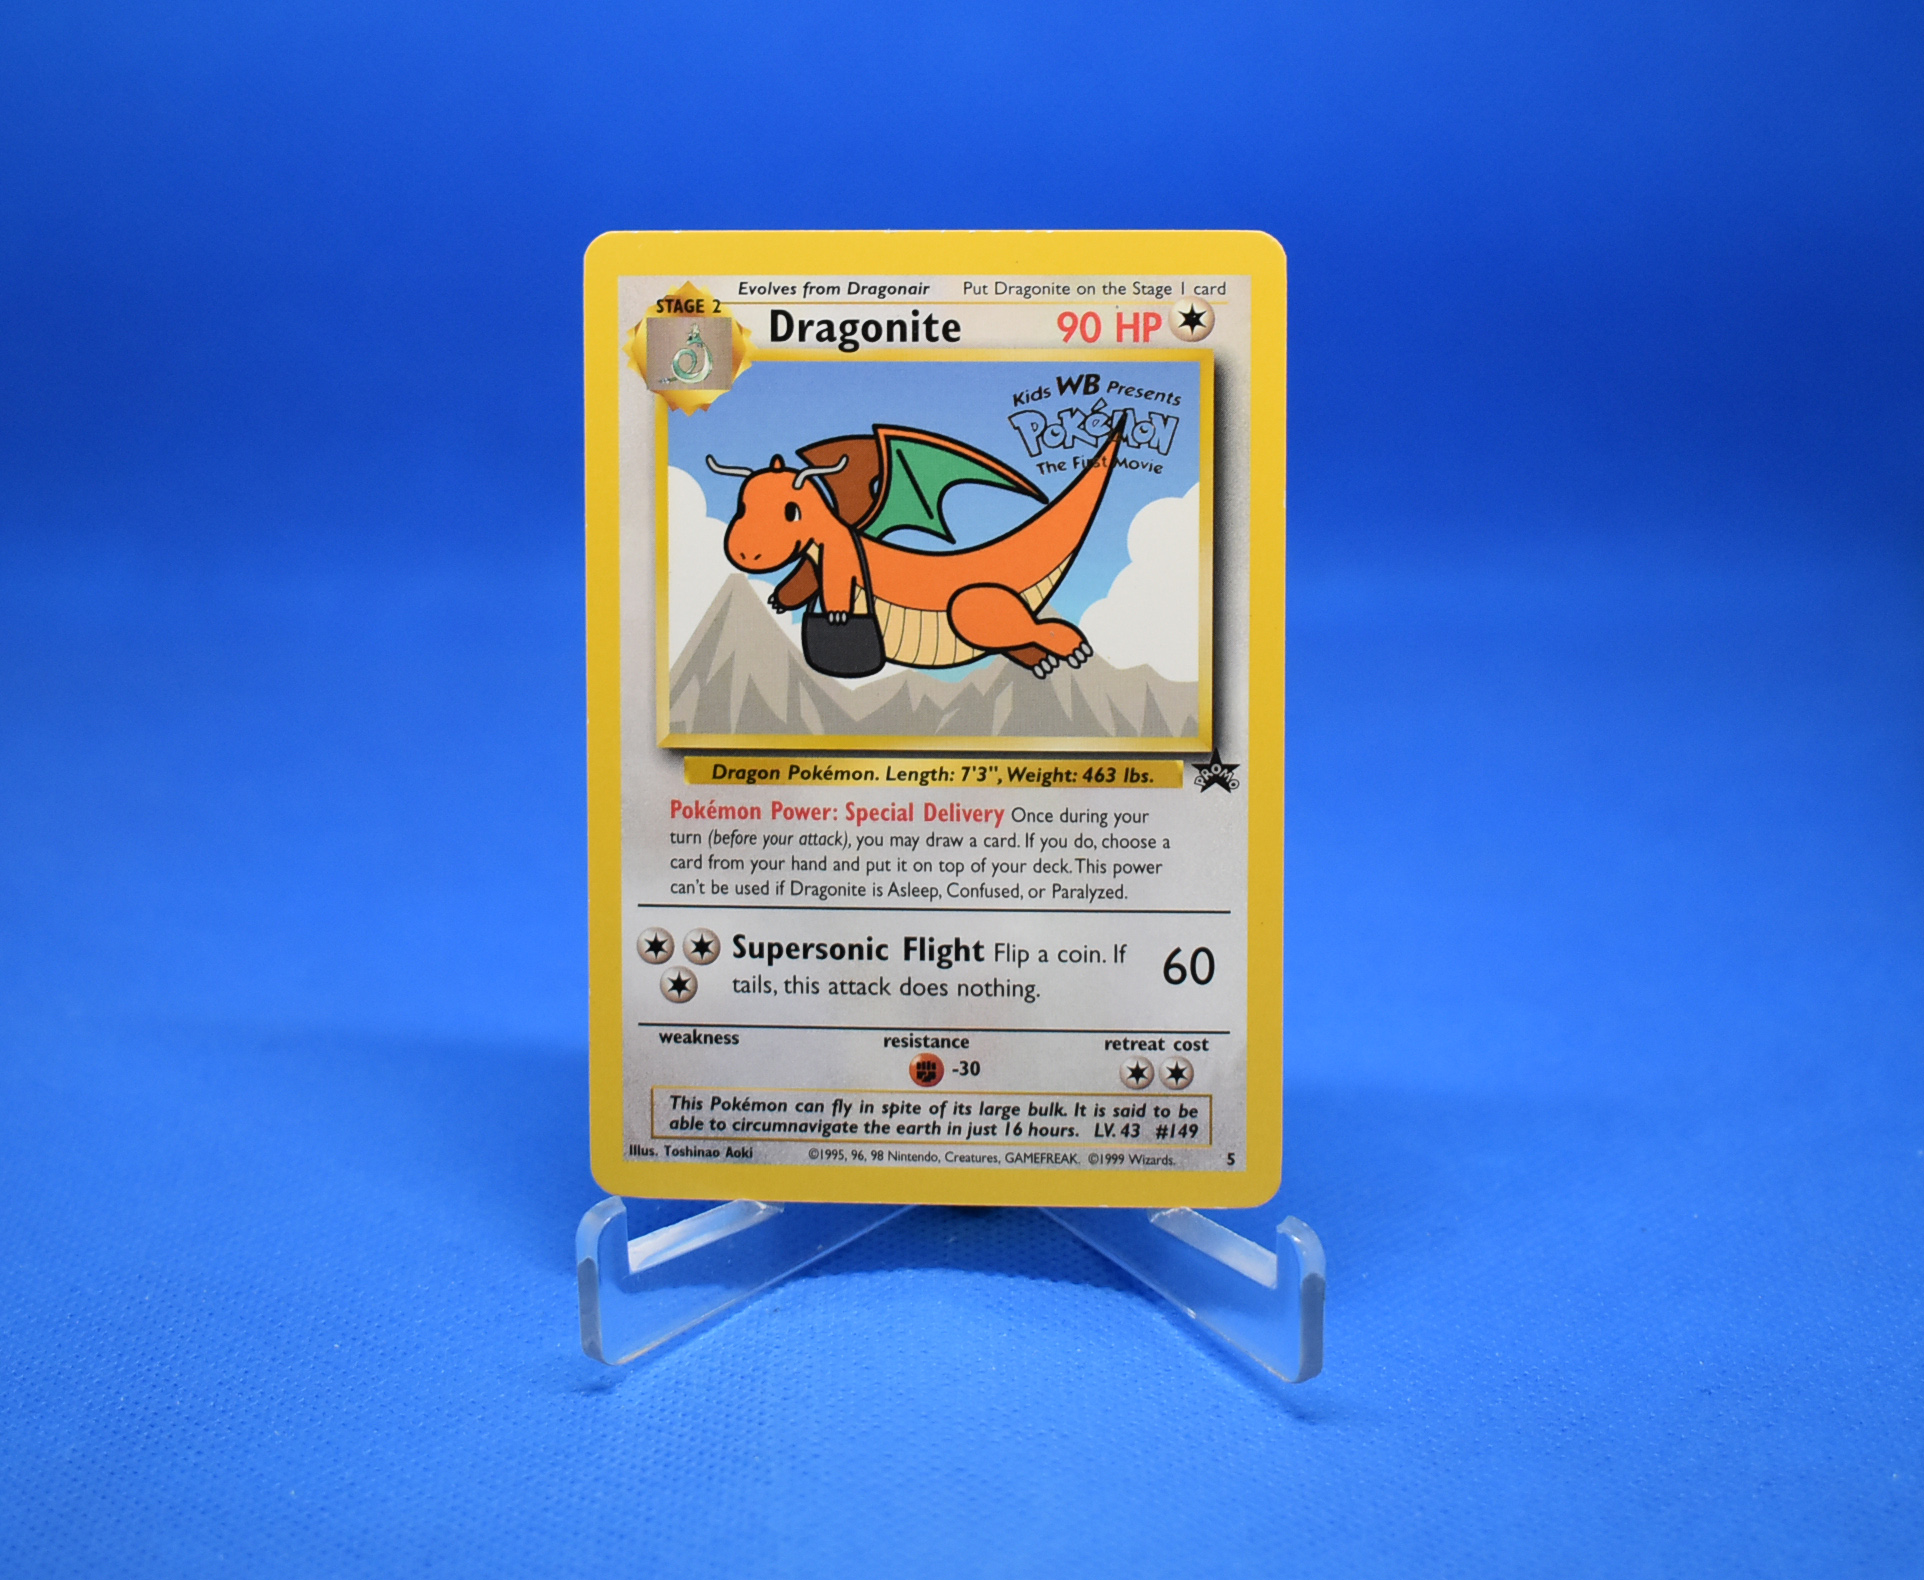 Evolves from Dragonair Put Dragonite on the Stage 1 card
STAGE 2
Dragonite 90 HP
Kids WB Presents
POKéMON
The First Movie
Dragon Pokémon. Length: 7'3", Weight: 463 lbs.
PROMO
Pokémon Power: Special Delivery Once during your
turn (before your attack), you may draw a card. If you do, choose a
card from your hand and put it on top of your deck. This power
can't be used if Dragonite is Asleep, Confused, or Paralyzed.
Supersonic Flight Flip a coin. If
tails, this attack does nothing.
60
weakness resistance retreat cost
-30
This Pokémon can fly in spite of its large bulk. It is said to be
able to circumnavigate the earth in just 16 hours. LV. 43 #149
Illus. Toshinao Aoki ©1995, 96, 98 Nintendo, Creatures, GAMEFREAK. ©1999 Wizards. 5